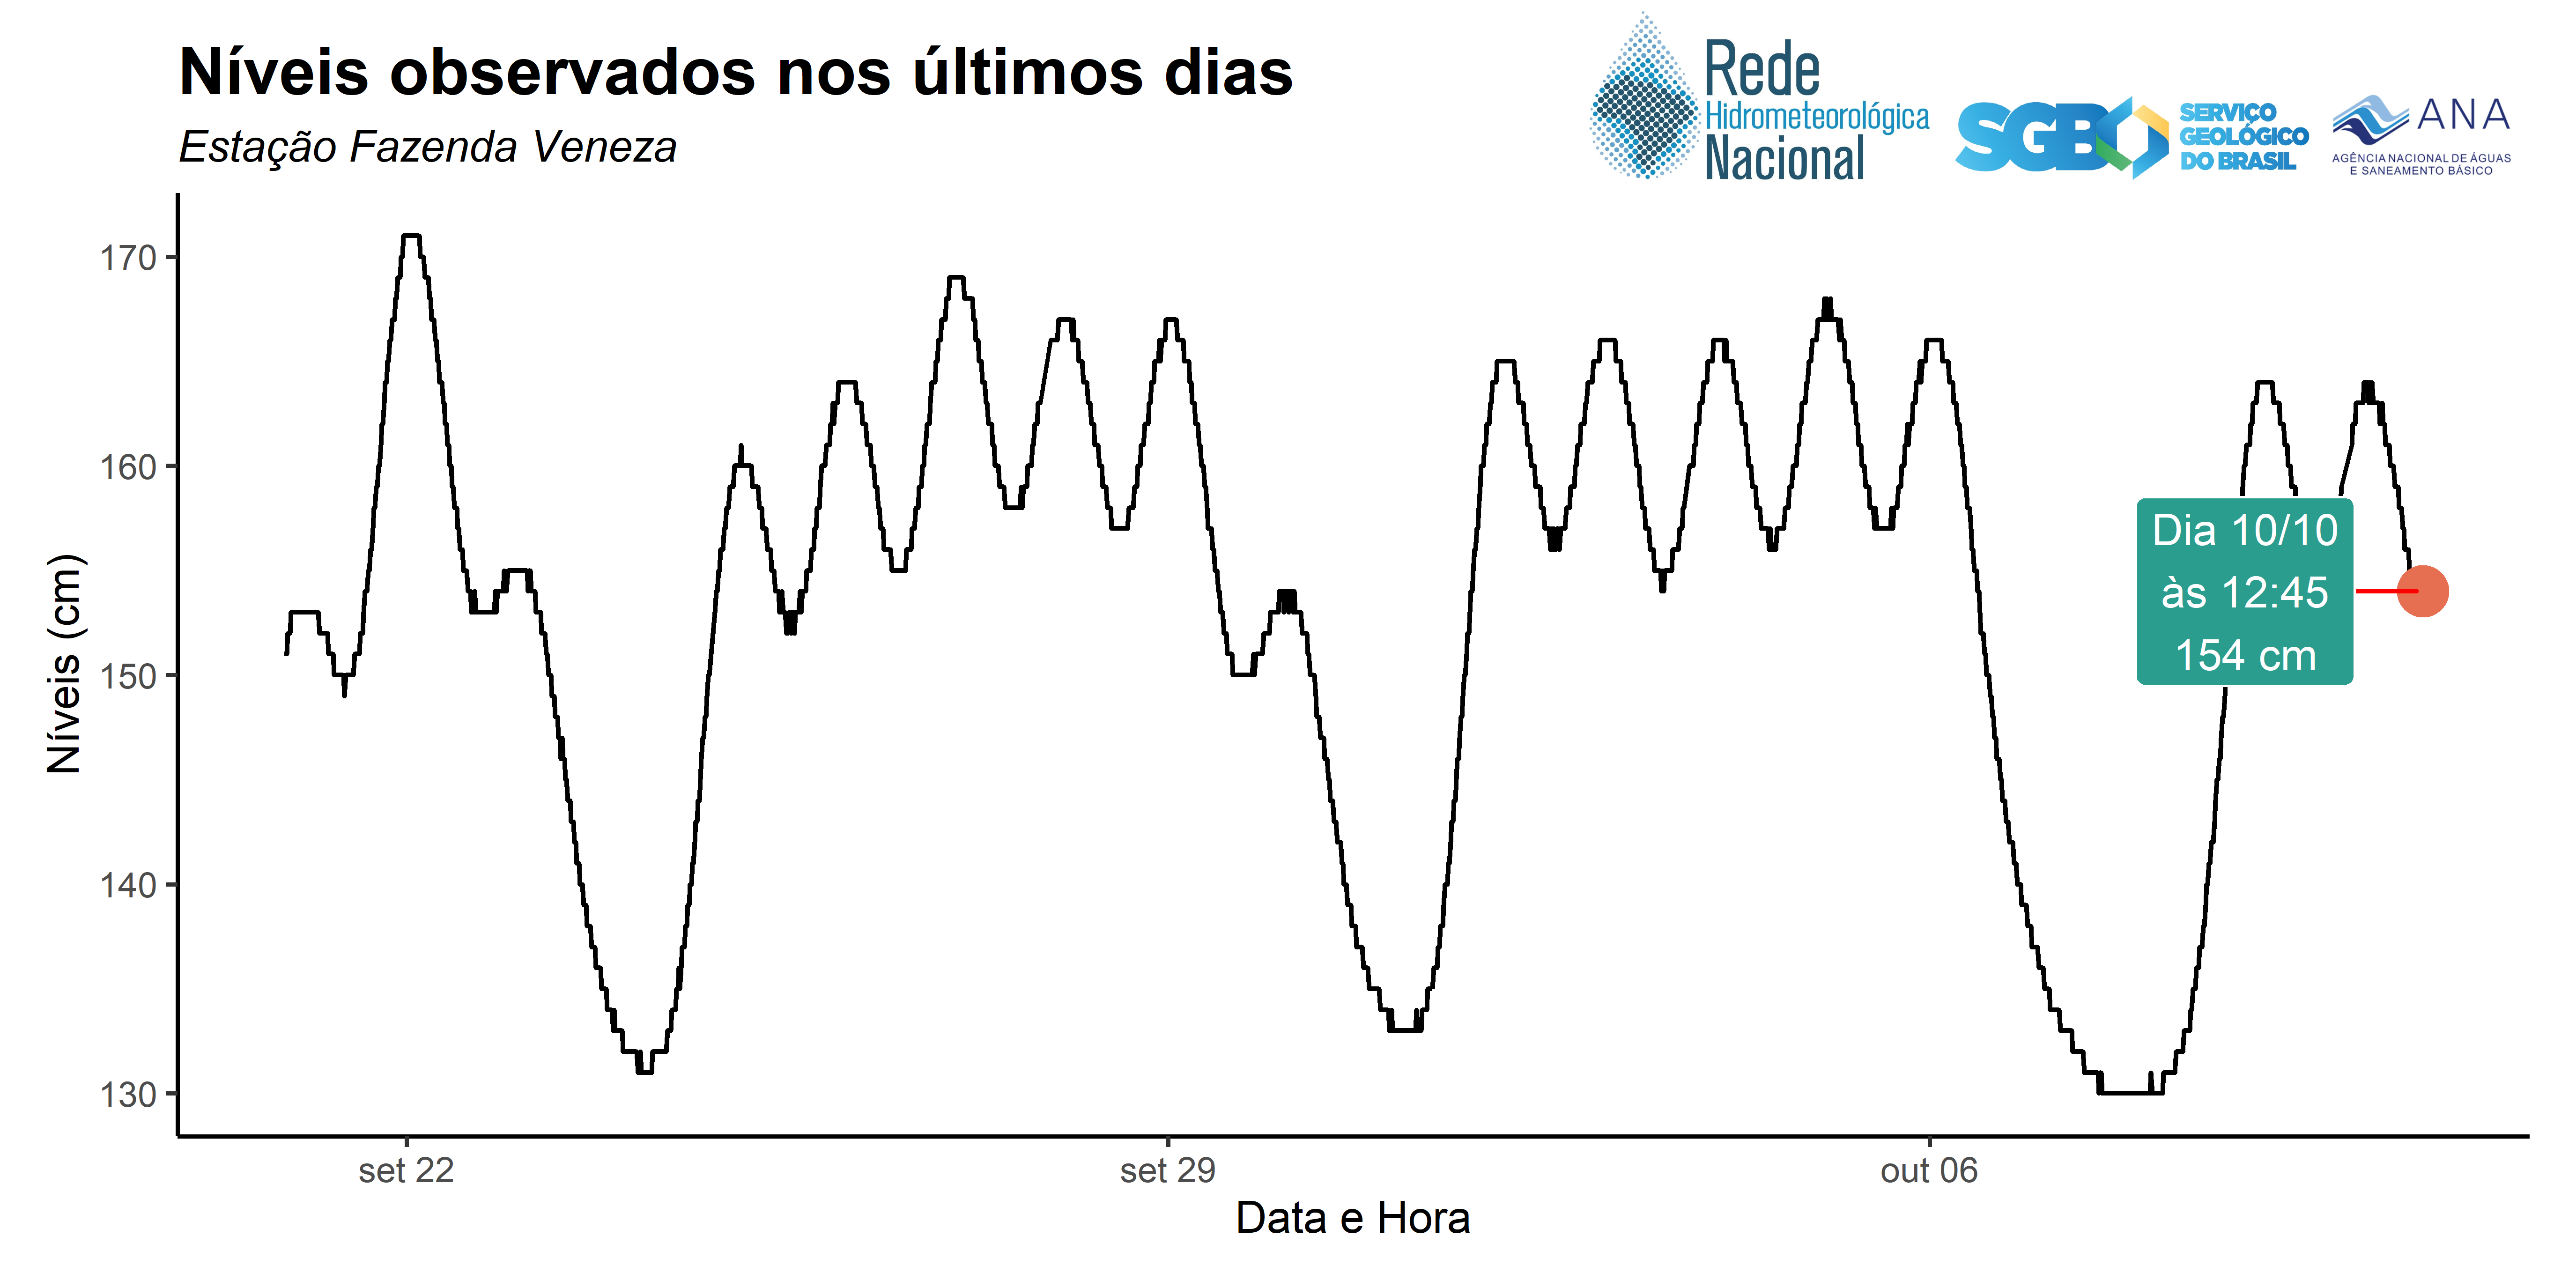 Níveis observados nos últimos dias
Estação Fazenda Veneza
Rede
Hidrometeorológica
Nacional
SGB
SERVIÇO
GEOLÓGICO
DO BRASIL
ANA
AGÊNCIA NACIONAL DE ÁGUAS
E SANEAMENTO BÁSICO
Níveis (cm)
170
160
150
140
130
Dia 10/10
às 12:45
154 cm
set 22
set 29
out 06
Data e Hora